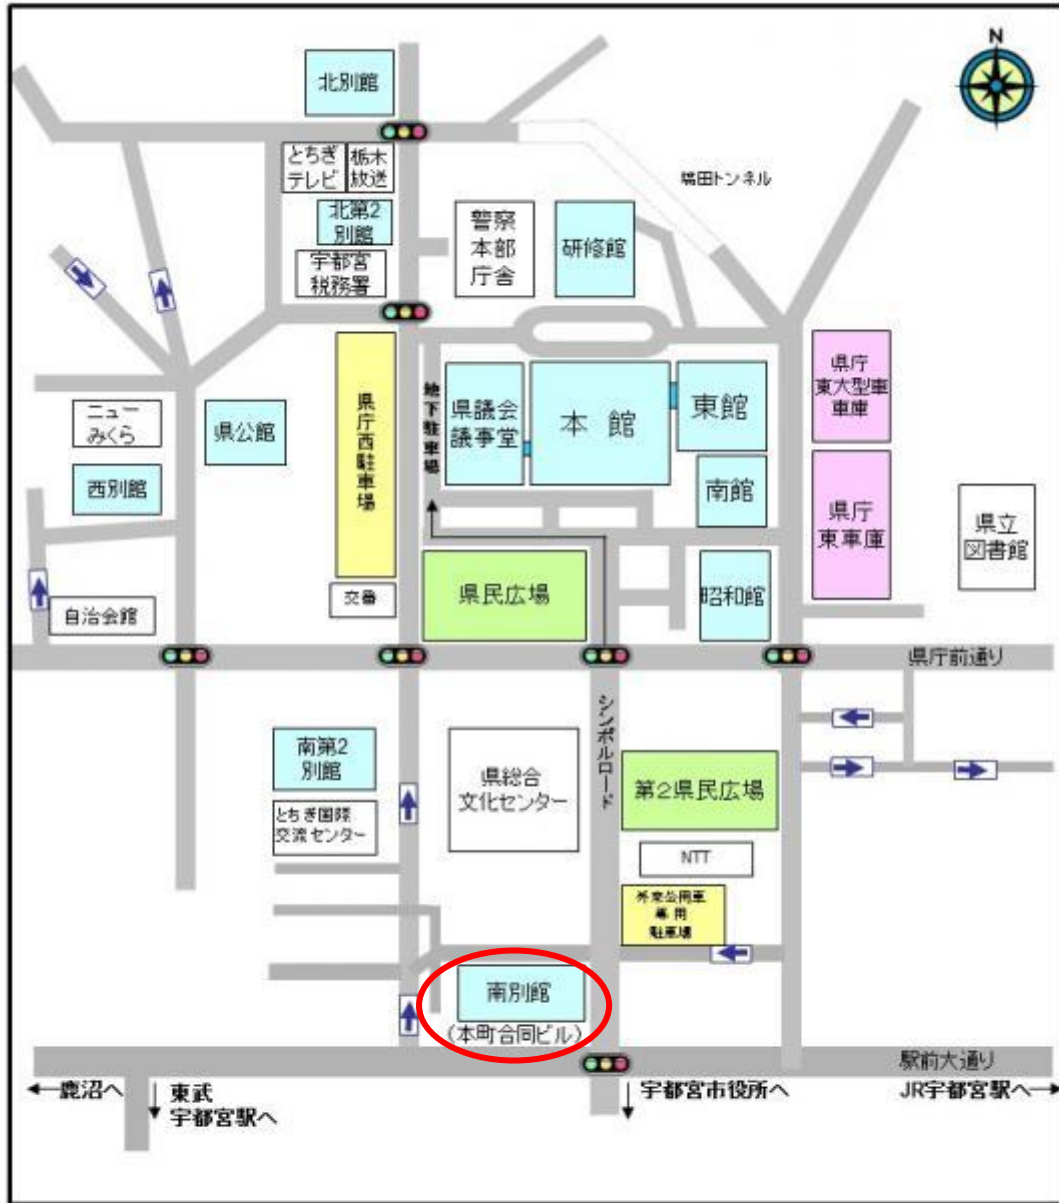 N
北別館
とちぎ
テレビ
栃木
放送
塙田トンネル
北第2
別館
警察
本部
庁舎
研修館
宇都宮
税務署
県庁西駐車場
地下駐車場
県議会
議事堂
本 館
東館
県庁
東大型車
車庫
ニュー
みくら
県公館
西別館
南館
県庁
東車庫
県立
図書館
交番
県民広場
昭和館
自治会館
県庁前通り
シンボルロード
南第2
別館
県総合
文化センター
第2県民広場
とちぎ国際
交流センター
NTT
外来公用車
専用
駐車場
南別館
(本町合同ビル)
駅前大通り
鹿沼へ
東武
宇都宮駅へ
宇都宮市役所へ
JR宇都宮駅へ